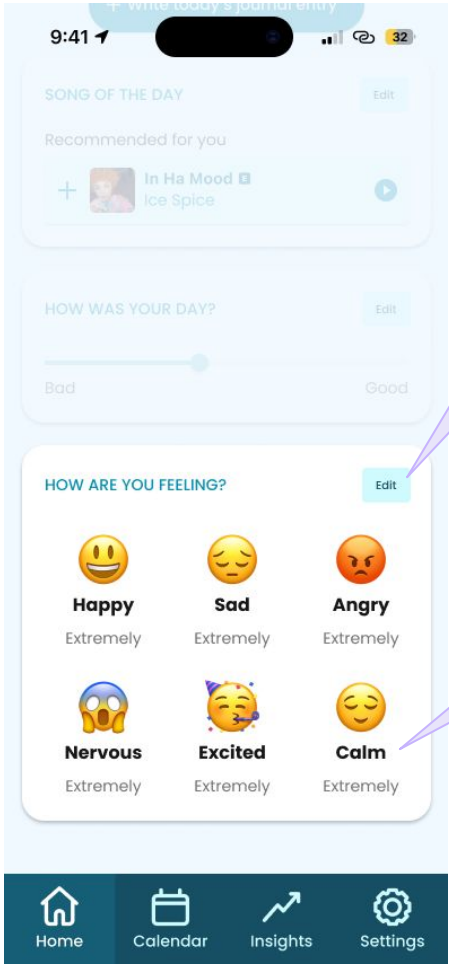 + Write today's journal entry
9:41
32
SONG OF THE DAY Edit
Recommended for you
In Ha Mood E
Ice Spice
HOW WAS YOUR DAY? Edit
Bad Good
HOW ARE YOU FEELING? Edit
Happy Sad Angry
Extremely Extremely Extremely
Nervous Excited Calm
Extremely Extremely Extremely
Home Calendar Insights Settings